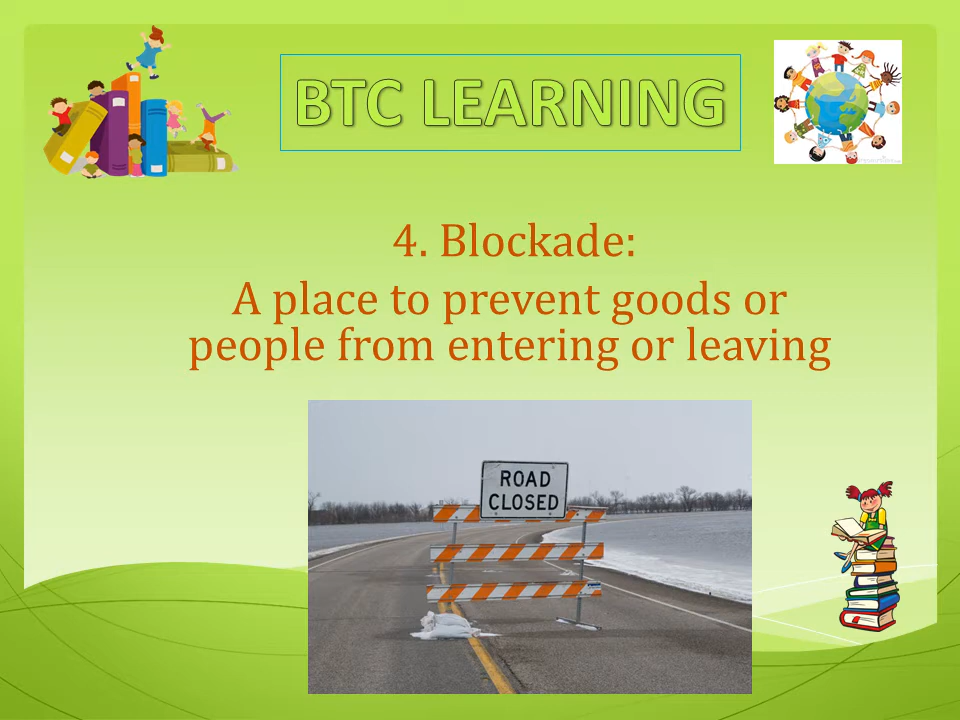 BTC LEARNING
4. Blockade:
A place to prevent goods or
people from entering or leaving
ROAD
CLOSED